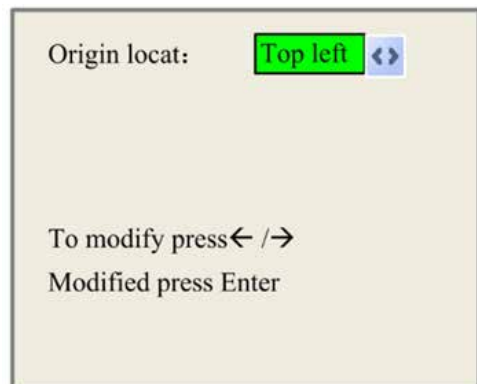 Origin locat: Top left
To modify press← /→
Modified press Enter